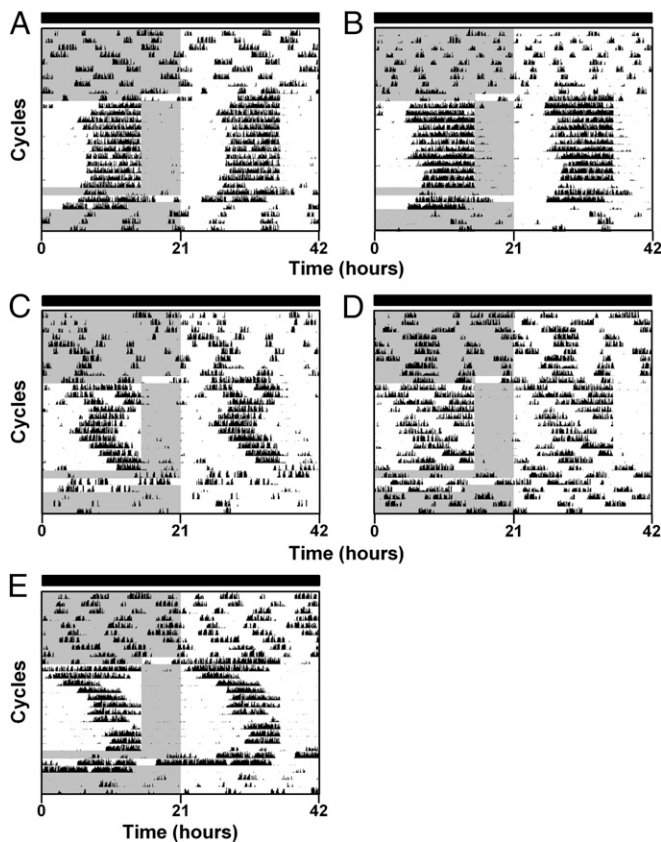 A
B
Cycles
0 21 42 0 21 42
Time (hours)
C
D
Cycles
0 21 42 0 21 42
Time (hours)
E
Cycles
0 21 42
Time (hours)